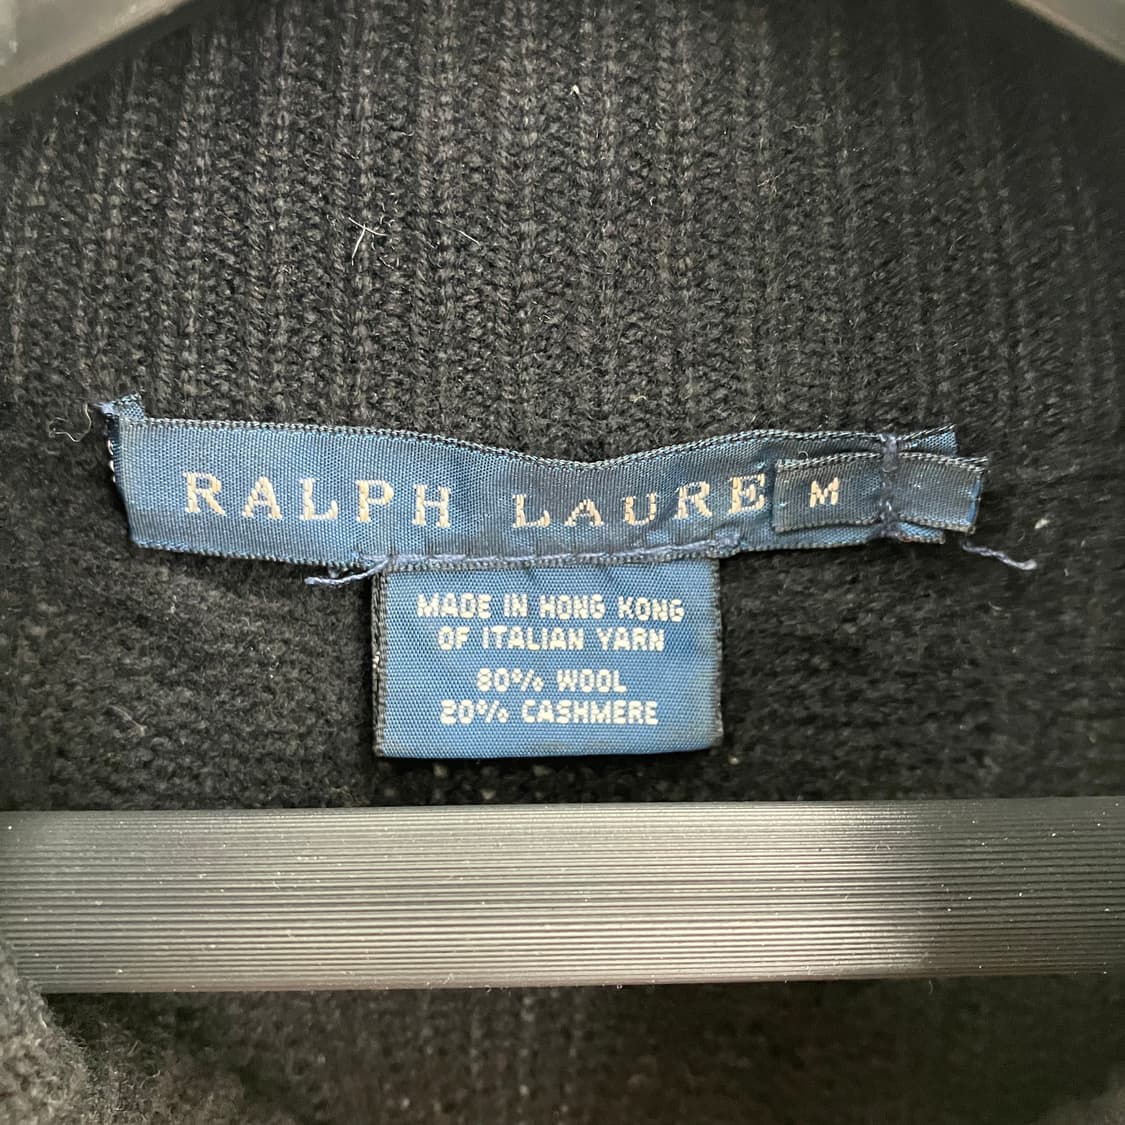 RALPH LAURE
M
MADE IN HONG KONG
OF ITALIAN YARN
80% WOOL
20% CASHMERE